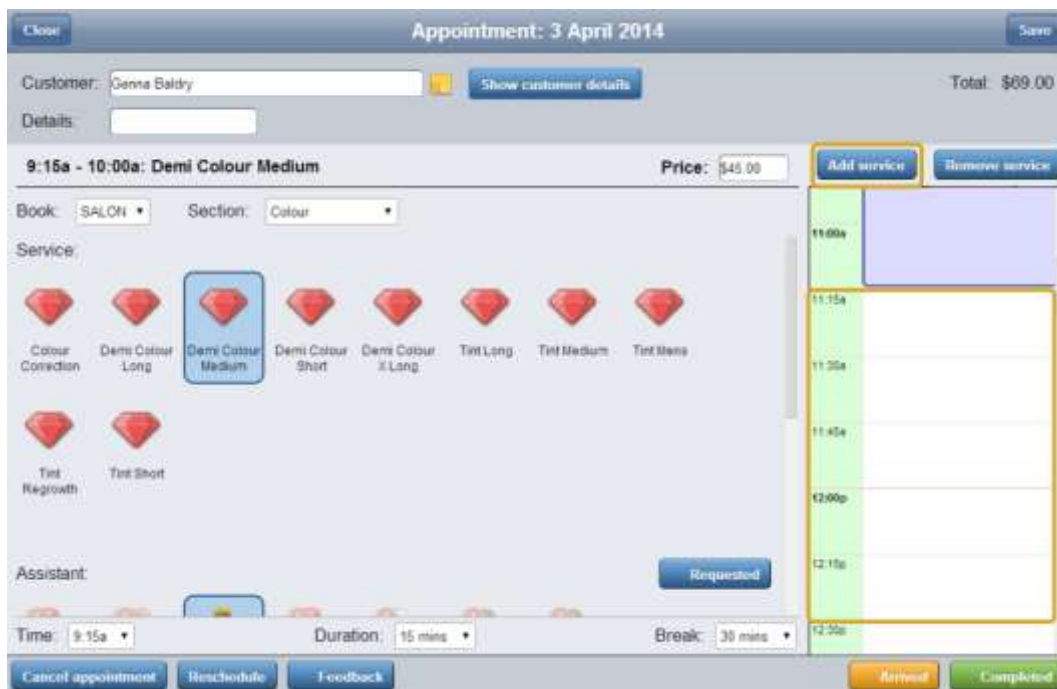 Close Appointment: 3 April 2014 Save
Customer: Genna Baldry Show customer details Total: $69.00
Details:
9:15a - 10:00a: Demi Colour Medium Price: $45.00 Add service Remove service
Book: SALON Section: Colour
Service:
11:00a
Colour Correction
Demi Colour Long
Demi Colour Medium
Demi Colour Short
Demi Colour X Long
Tint Long
Tint Medium
Tint Mens
11:15a
11:30a
11:45a
Tint Regrowth
Tint Short
12:00p
12:15p
Assistant: Requested
Time: 9:15a Duration: 15 mins Break: 30 mins 12:30p
Cancel appointment Reschedule Feedback Arrived Completed